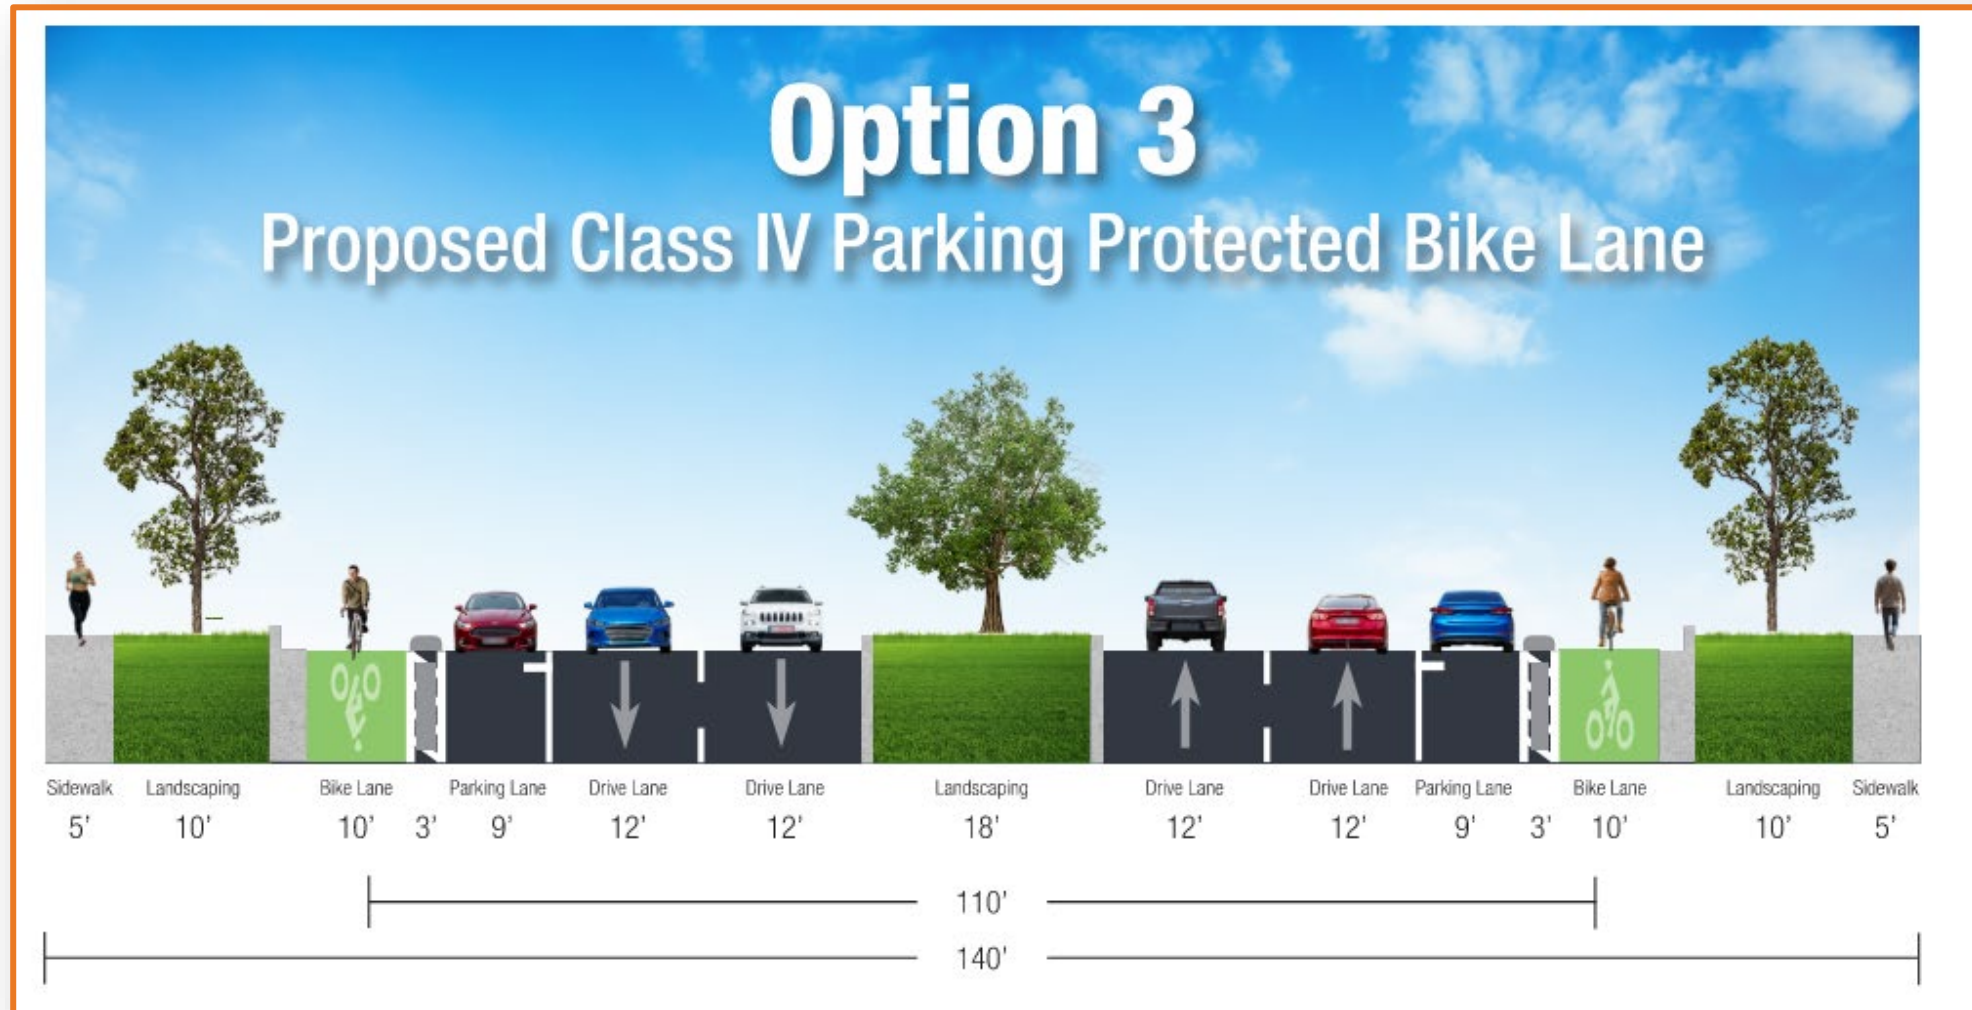 Option 3
Proposed Class IV Parking Protected Bike Lane
Sidewalk Landscaping Bike Lane Parking Lane Drive Lane Drive Lane Landscaping Drive Lane Drive Lane Parking Lane Bike Lane Landscaping Sidewalk
5' 10' 10' 3' 9' 12' 12' 18' 12' 12' 9' 3' 10' 10' 5'
110'
140'